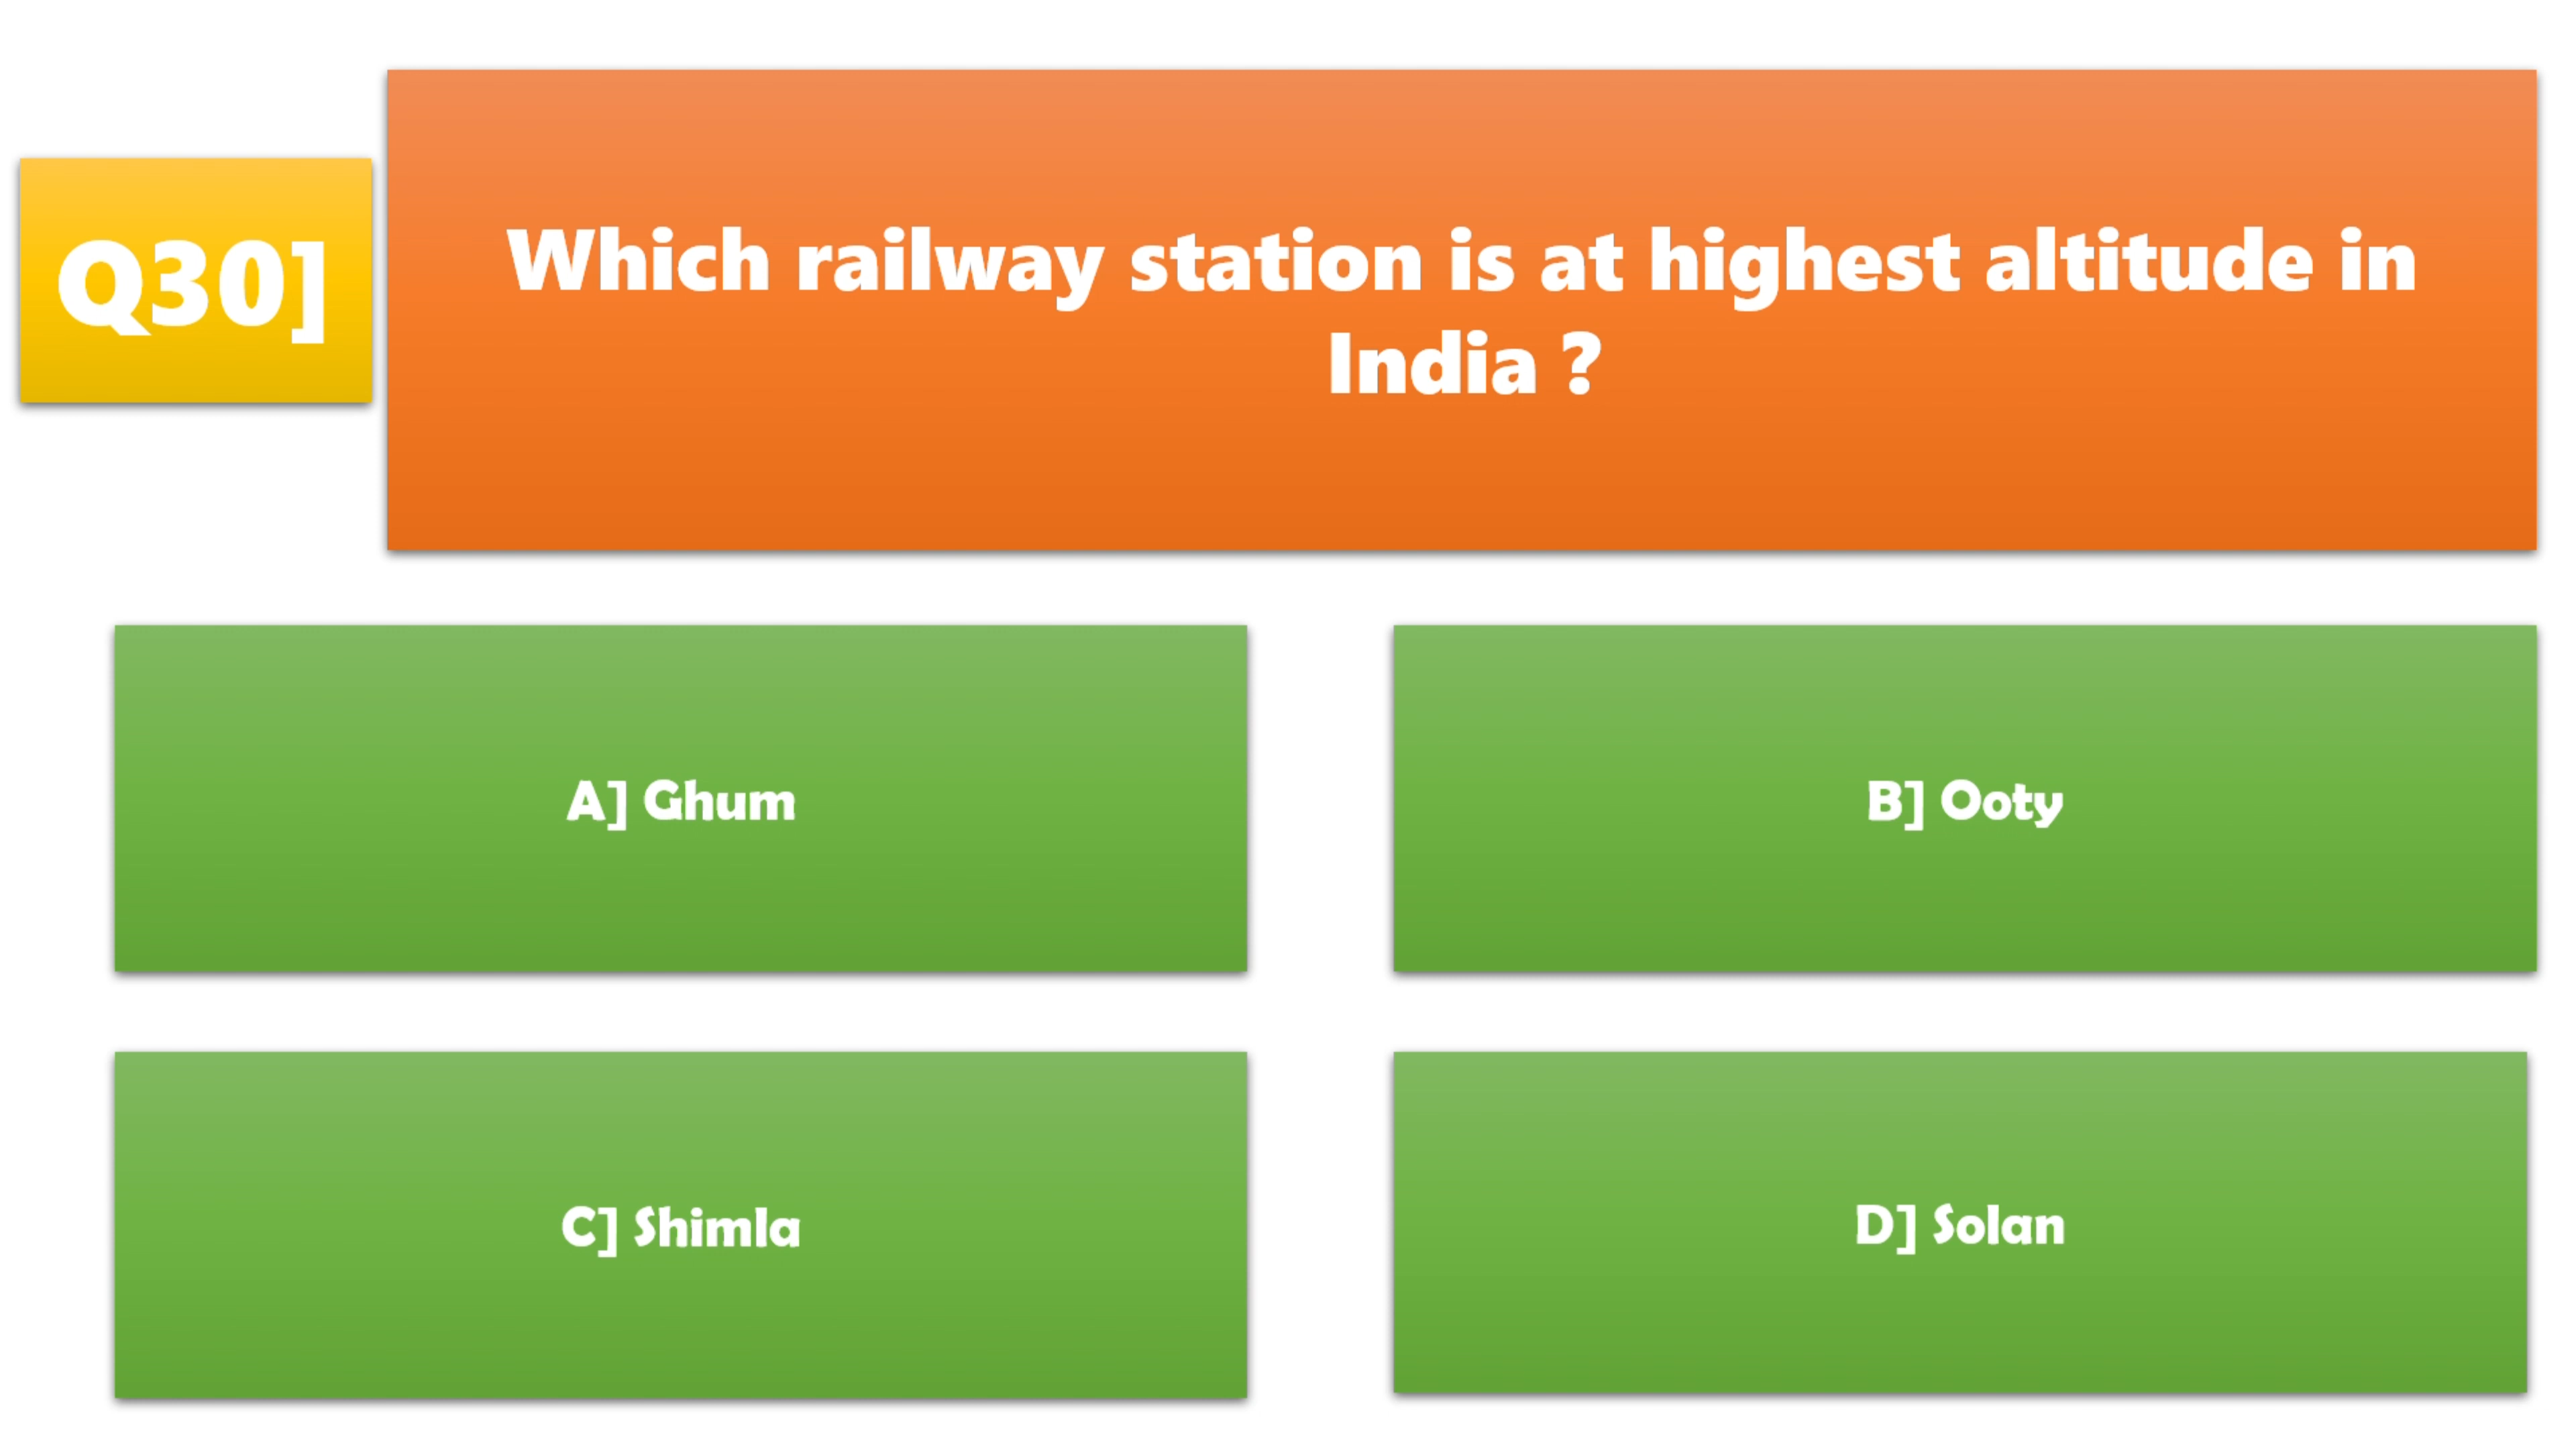 Q30]
Which railway station is at highest altitude in
India ?
A] Ghum
B] Ooty
C] Shimla
D] Solan